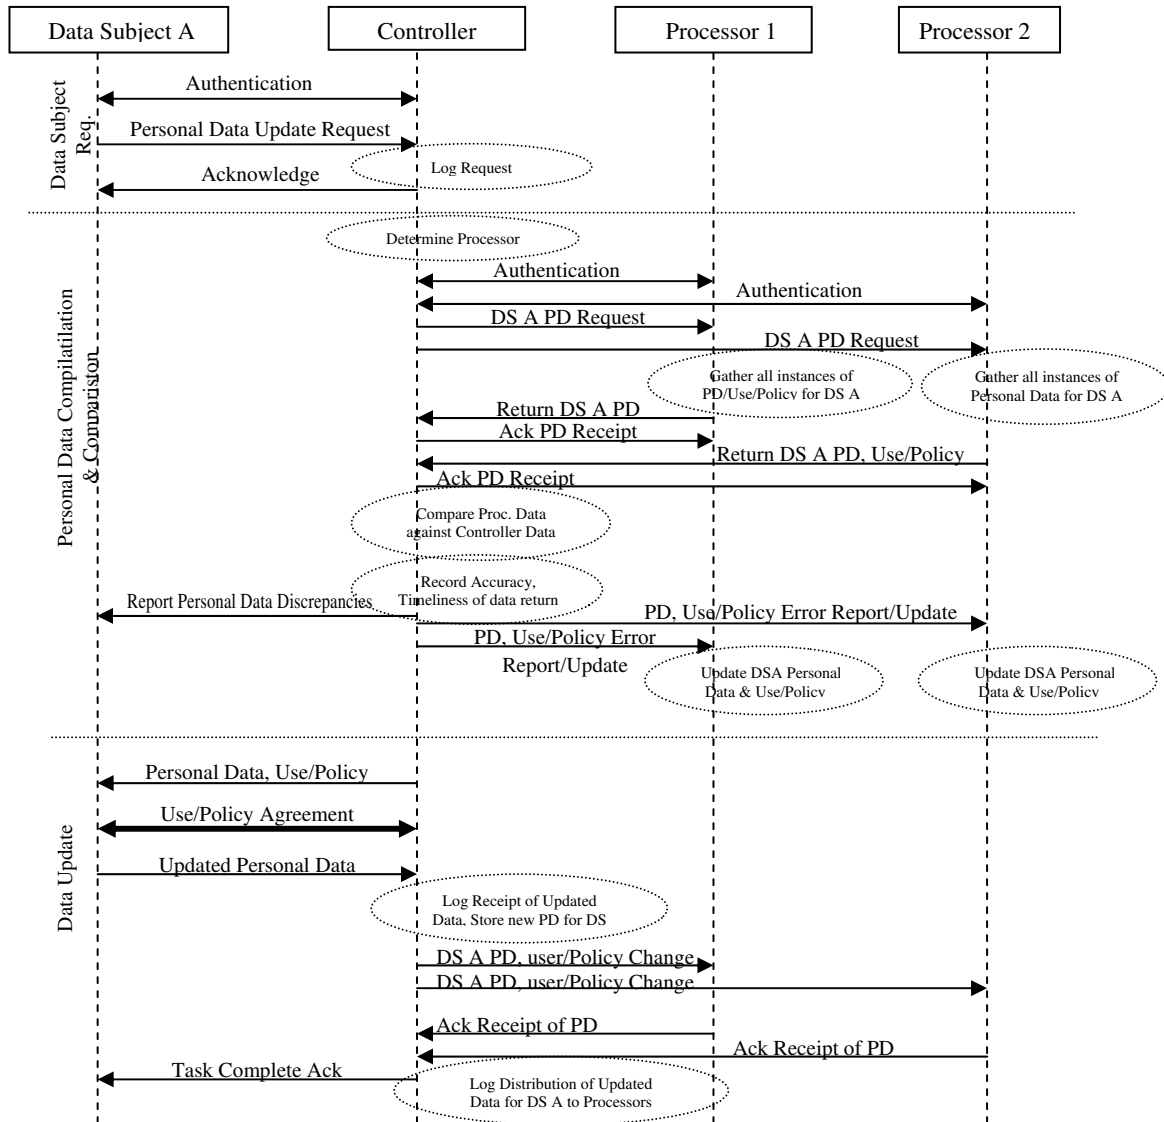 Data Subject A
Controller
Processor 1
Processor 2
Data Subject
Req.
Authentication
Personal Data Update Request
Log Request
Acknowledge
Personal Data Compilatilation
& Comparistion
Determine Processor
Authentication
Authentication
DS A PD Request
DS A PD Request
Gather all instances of
PD/Use/Policy for DS A
Gather all instances of
Personal Data for DS A
Return DS A PD
Ack PD Receipt
Return DS A PD, Use/Policy
Ack PD Receipt
Compare Proc. Data
against Controller Data
Record Accuracy,
Timeliness of data return
Report Personal Data Discrepancies
PD, Use/Policy Error Report/Update
PD, Use/Policy Error
Report/Update
Update DSA Personal
Data & Use/Policy
Update DSA Personal
Data & Use/Policy
Data Update
Personal Data, Use/Policy
Use/Policy Agreement
Updated Personal Data
Log Receipt of Updated
Data, Store new PD for DS
DS A PD, user/Policy Change
DS A PD, user/Policy Change
Ack Receipt of PD
Ack Receipt of PD
Task Complete Ack
Log Distribution of Updated
Data for DS A to Processors